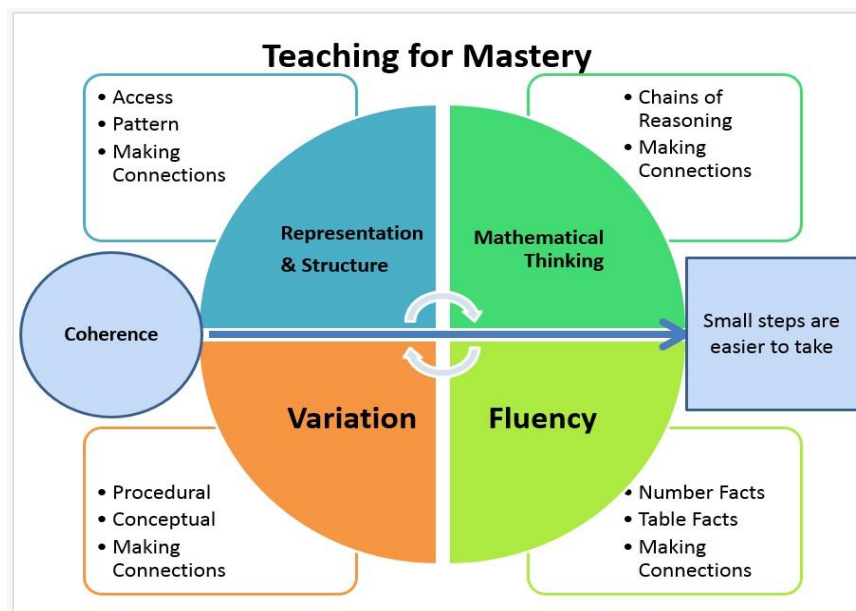 Teaching for Mastery
• Access
• Pattern
• Making
Connections
• Chains of
Reasoning
• Making
Connections
Representation
& Structure
Mathematical
Thinking
Coherence
Small steps are
easier to take
Variation
Fluency
• Procedural
• Conceptual
• Making
Connections
• Number Facts
• Table Facts
• Making
Connections